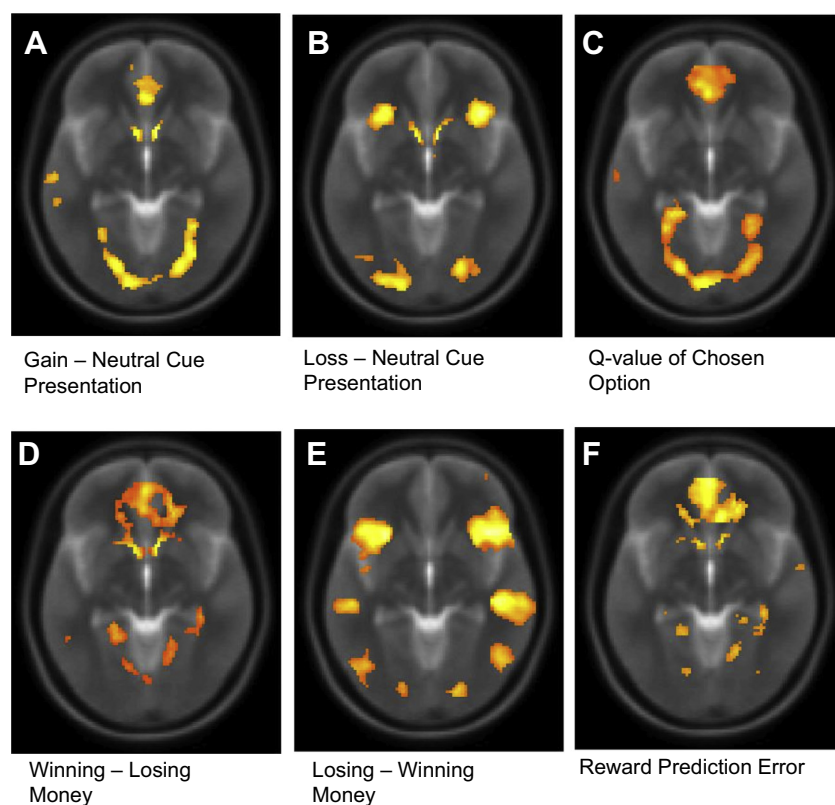 A
B
C
Gain – Neutral Cue
Presentation
Loss – Neutral Cue
Presentation
Q-value of Chosen
Option
D
E
F
Winning – Losing
Money
Losing – Winning
Money
Reward Prediction Error